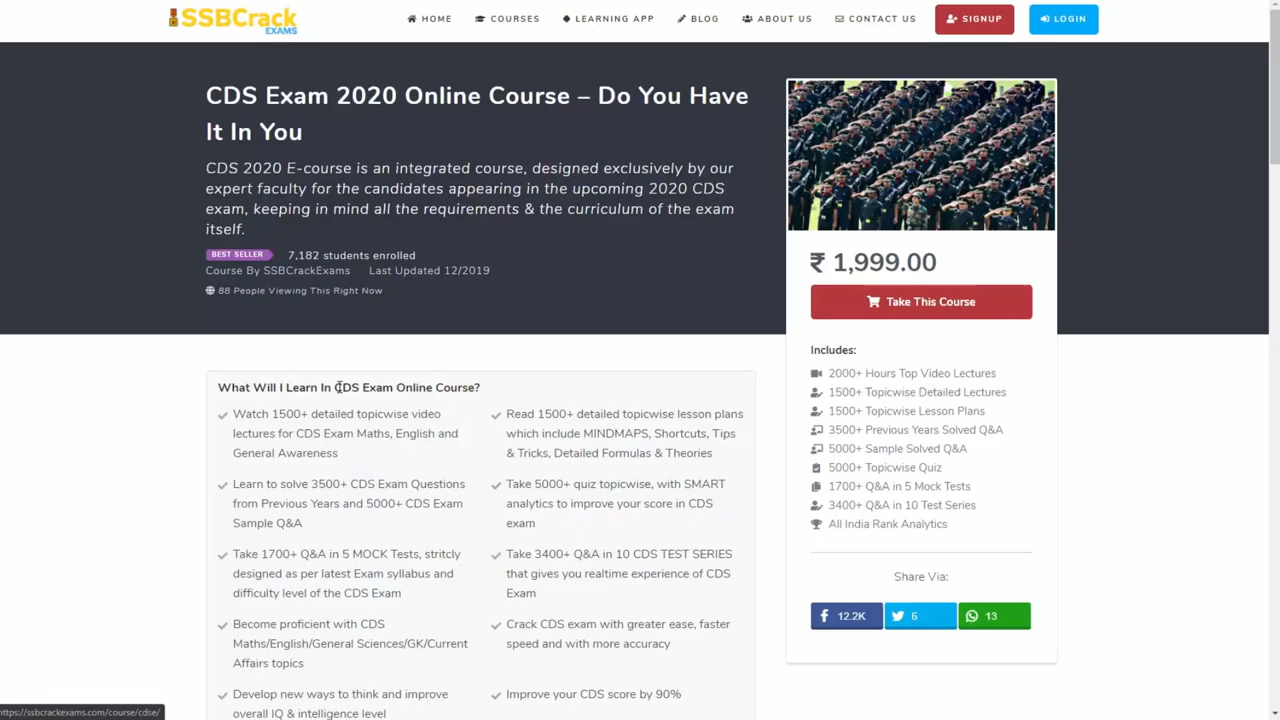 SSBCrack
EXAMS
HOME
COURSES
LEARNING APP
BLOG
ABOUT US
CONTACT US
SIGNUP
LOGIN
CDS Exam 2020 Online Course – Do You Have
It In You
CDS 2020 E-course is an integrated course, designed exclusively by our
expert faculty for the candidates appearing in the upcoming 2020 CDS
exam, keeping in mind all the requirements & the curriculum of the exam
itself.
BEST SELLER
7,182 students enrolled
Course By SSBCrackExams
Last Updated 12/2019
88 People Viewing This Right Now
₹ 1,999.00
Take This Course
Includes:
2000+ Hours Top Video Lectures
1500+ Topicwise Detailed Lectures
1500+ Topicwise Lesson Plans
3500+ Previous Years Solved Q&A
5000+ Sample Solved Q&A
5000+ Topicwise Quiz
1700+ Q&A in 5 Mock Tests
3400+ Q&A in 10 Test Series
All India Rank Analytics
Share Via:
12.2K
5
13
What Will I Learn In CDS Exam Online Course?
Watch 1500+ detailed topicwise video
lectures for CDS Exam Maths, English and
General Awareness
Read 1500+ detailed topicwise lesson plans
which include MINDMAPS, Shortcuts, Tips
& Tricks, Detailed Formulas & Theories
Learn to solve 3500+ CDS Exam Questions
from Previous Years and 5000+ CDS Exam
Sample Q&A
Take 5000+ quiz topicwise, with SMART
analytics to improve your score in CDS
exam
Take 1700+ Q&A in 5 MOCK Tests, stritcly
designed as per latest Exam syllabus and
difficulty level of the CDS Exam
Take 3400+ Q&A in 10 CDS TEST SERIES
that gives you realtime experience of CDS
Exam
Become proficient with CDS
Maths/English/General Sciences/GK/Current
Affairs topics
Crack CDS exam with greater ease, faster
speed and with more accuracy
Develop new ways to think and improve
overall IQ & intelligence level
Improve your CDS score by 90%
https://ssbcrackexams.com/course/cdse/